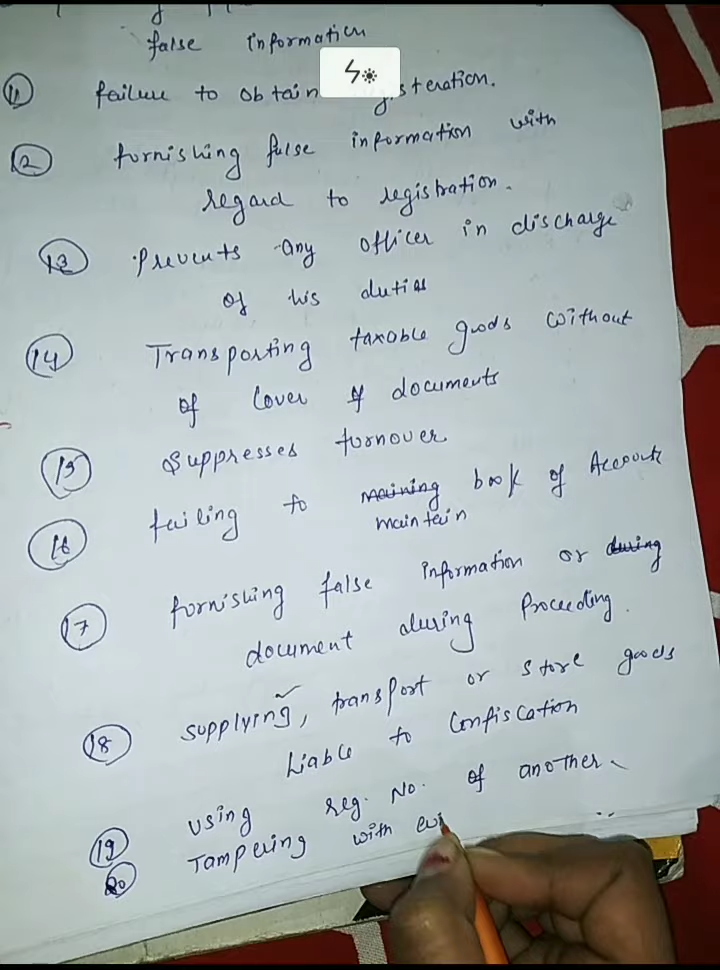 false information
11 failure to obtain
12 furnishing false information with
regard to registration.
13 Prevents any officer in discharge
of his duties
14 Transporting taxable goods without
of Cover of documents
15 Suppresses turnover.
16 failing to maining book of Account
maintain
17 furnishing false information or during
document during Proceeding.
18 supplying, transport or store goods
Liable to Confiscation
19 Using reg. No. of another.
20 Tampering with evi